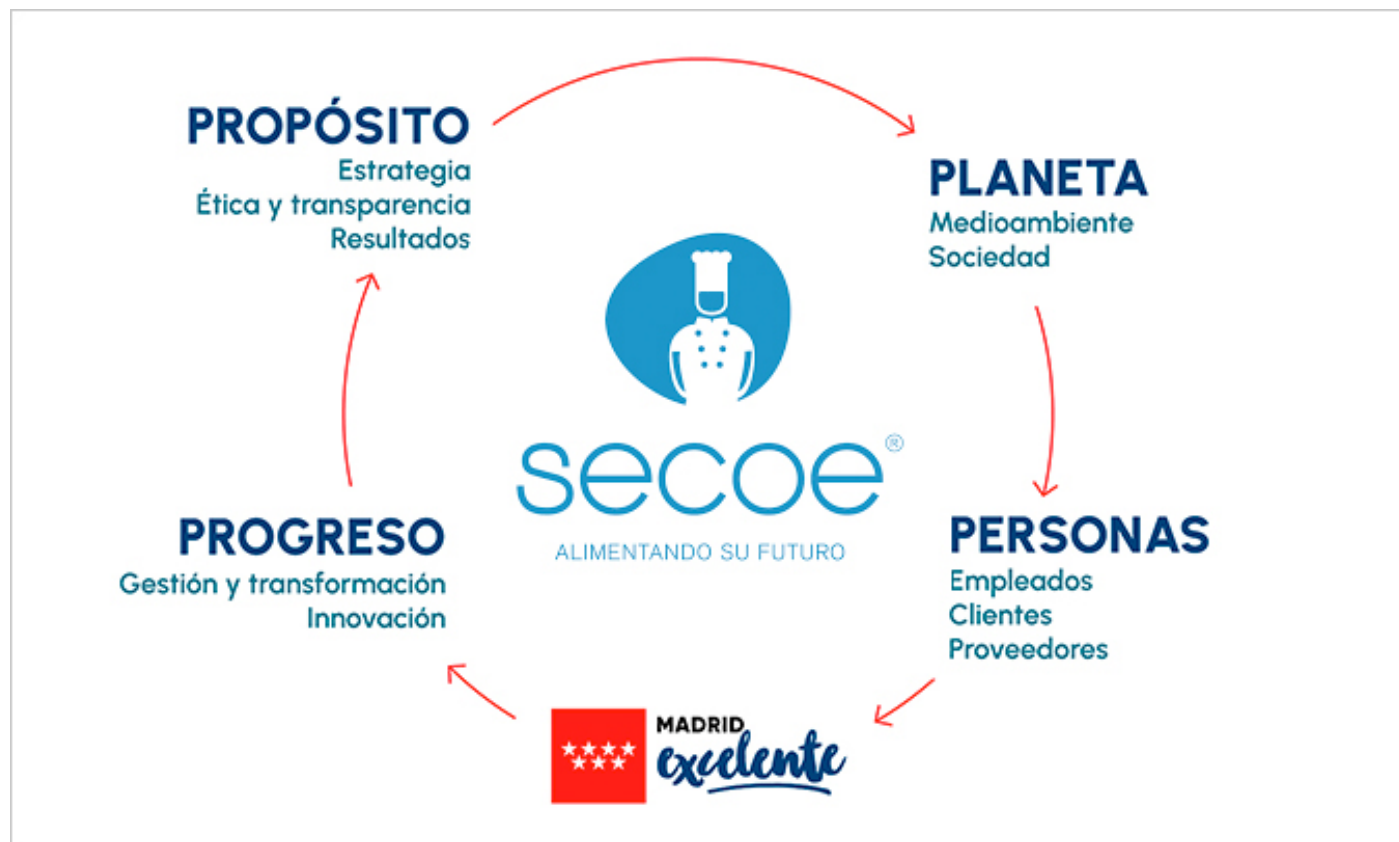 PROPÓSITO
Estrategia
Ética y transparencia
Resultados
PLANETA
Medioambiente
Sociedad
secoe®
ALIMENTANDO SU FUTURO
PROGRESO
Gestión y transformación
Innovación
PERSONAS
Empleados
Clientes
Proveedores
MADRID
excelente